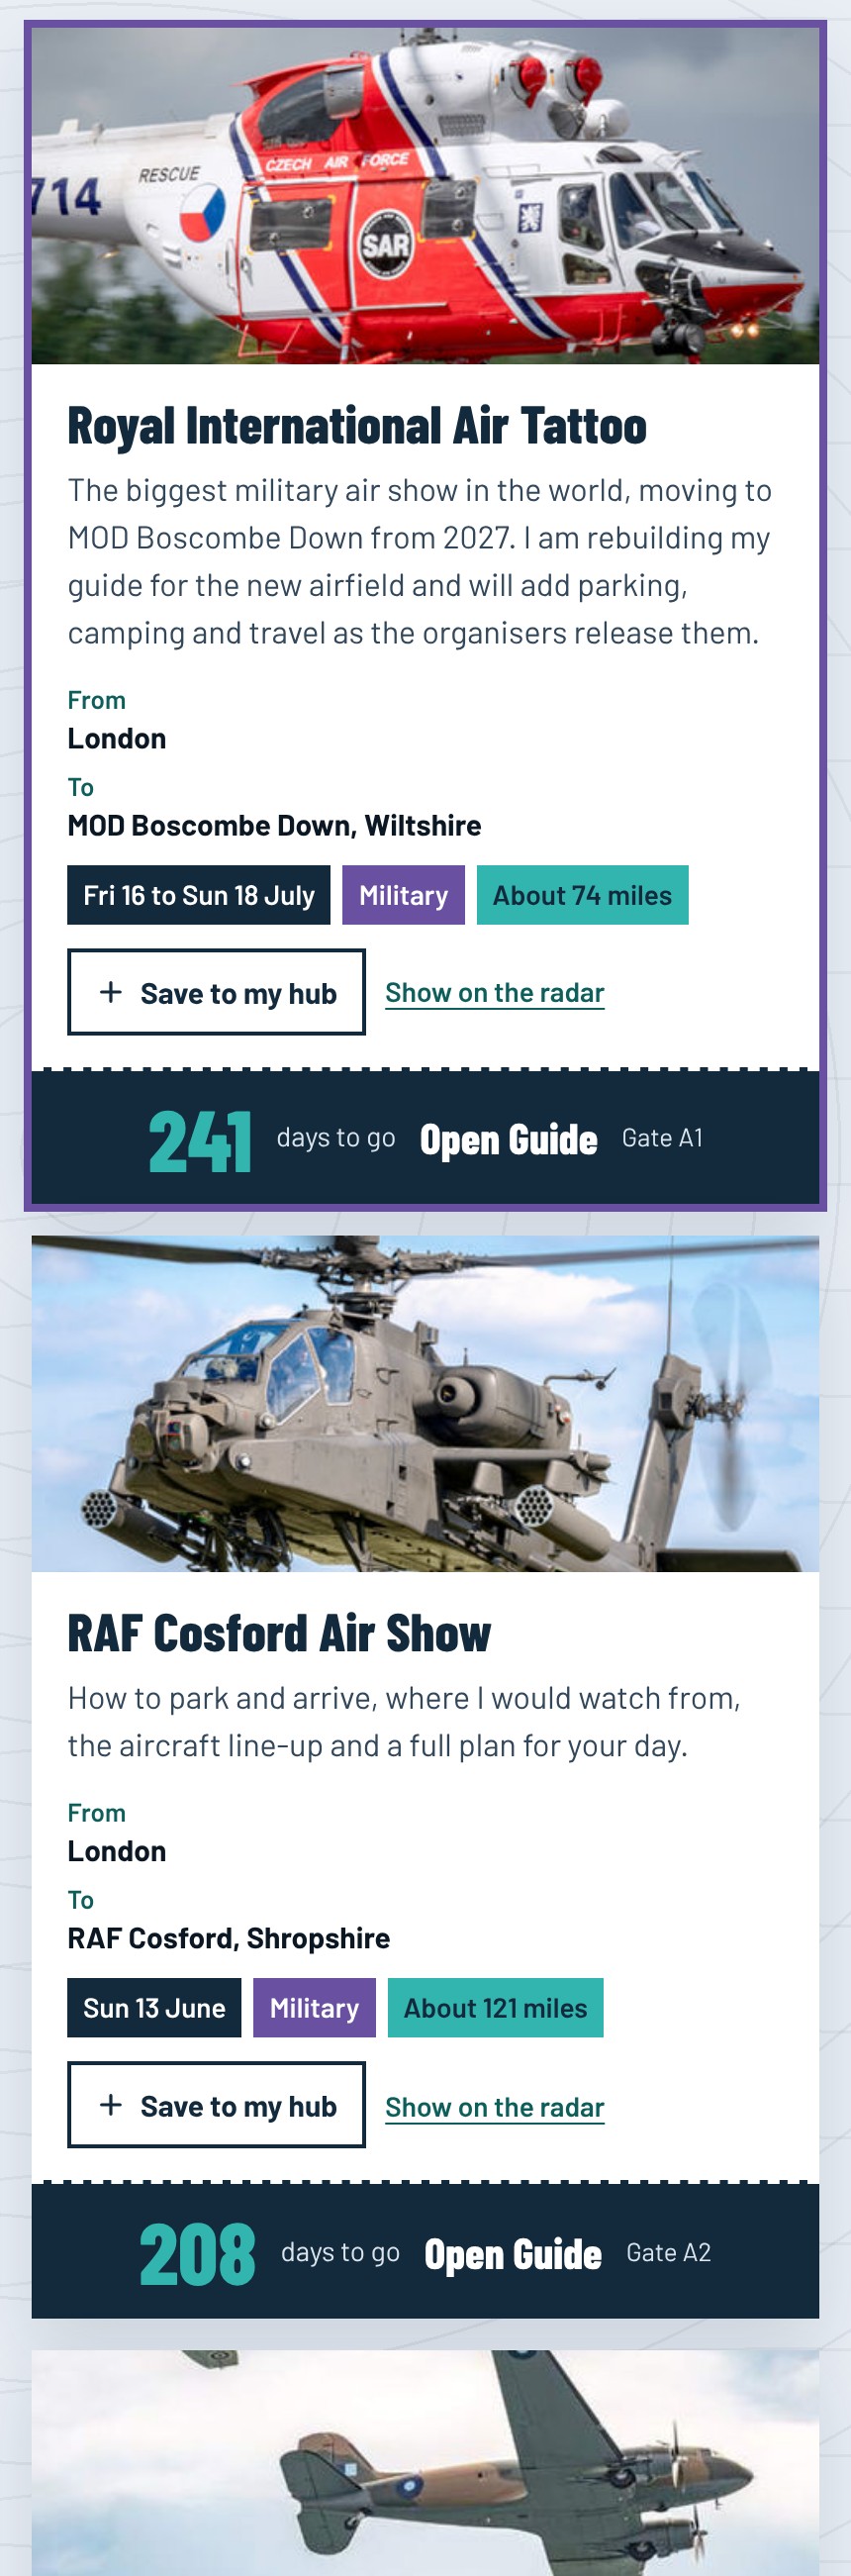 714
RESCUE
CZECH AIR FORCE
SAR
Royal International Air Tattoo
The biggest military air show in the world, moving to
MOD Boscombe Down from 2027. I am rebuilding my
guide for the new airfield and will add parking,
camping and travel as the organisers release them.
From
London
To
MOD Boscombe Down, Wiltshire
Fri 16 to Sun 18 July Military About 74 miles
+ Save to my hub Show on the radar
241 days to go Open Guide Gate A1
RAF Cosford Air Show
How to park and arrive, where I would watch from,
the aircraft line-up and a full plan for your day.
From
London
To
RAF Cosford, Shropshire
Sun 13 June Military About 121 miles
+ Save to my hub Show on the radar
208 days to go Open Guide Gate A2